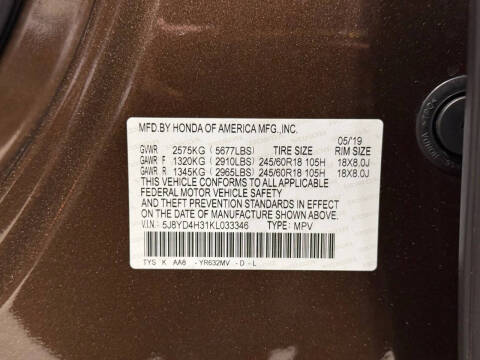 MFD.BY HONDA OF AMERICA MFG.,INC.
05/19
GVWR 2575KG (5677LBS) TIRE SIZE RIM SIZE
GAWR F 1320KG (2910LBS) 245/60R18 105H 18X8.0J
GAWR R 1345KG (2965LBS) 245/60R18 105H 18X8.0J
THIS VEHICLE CONFORMS TO ALL APPLICABLE
FEDERAL MOTOR VEHICLE SAFETY
AND THEFT PREVENTION STANDARDS IN EFFECT
ON THE DATE OF MANUFACTURE SHOWN ABOVE.
V.I.N: 5J8YD4H31KL033346 TYPE: MPV
TYS K AA8 - YR632MV - D - L